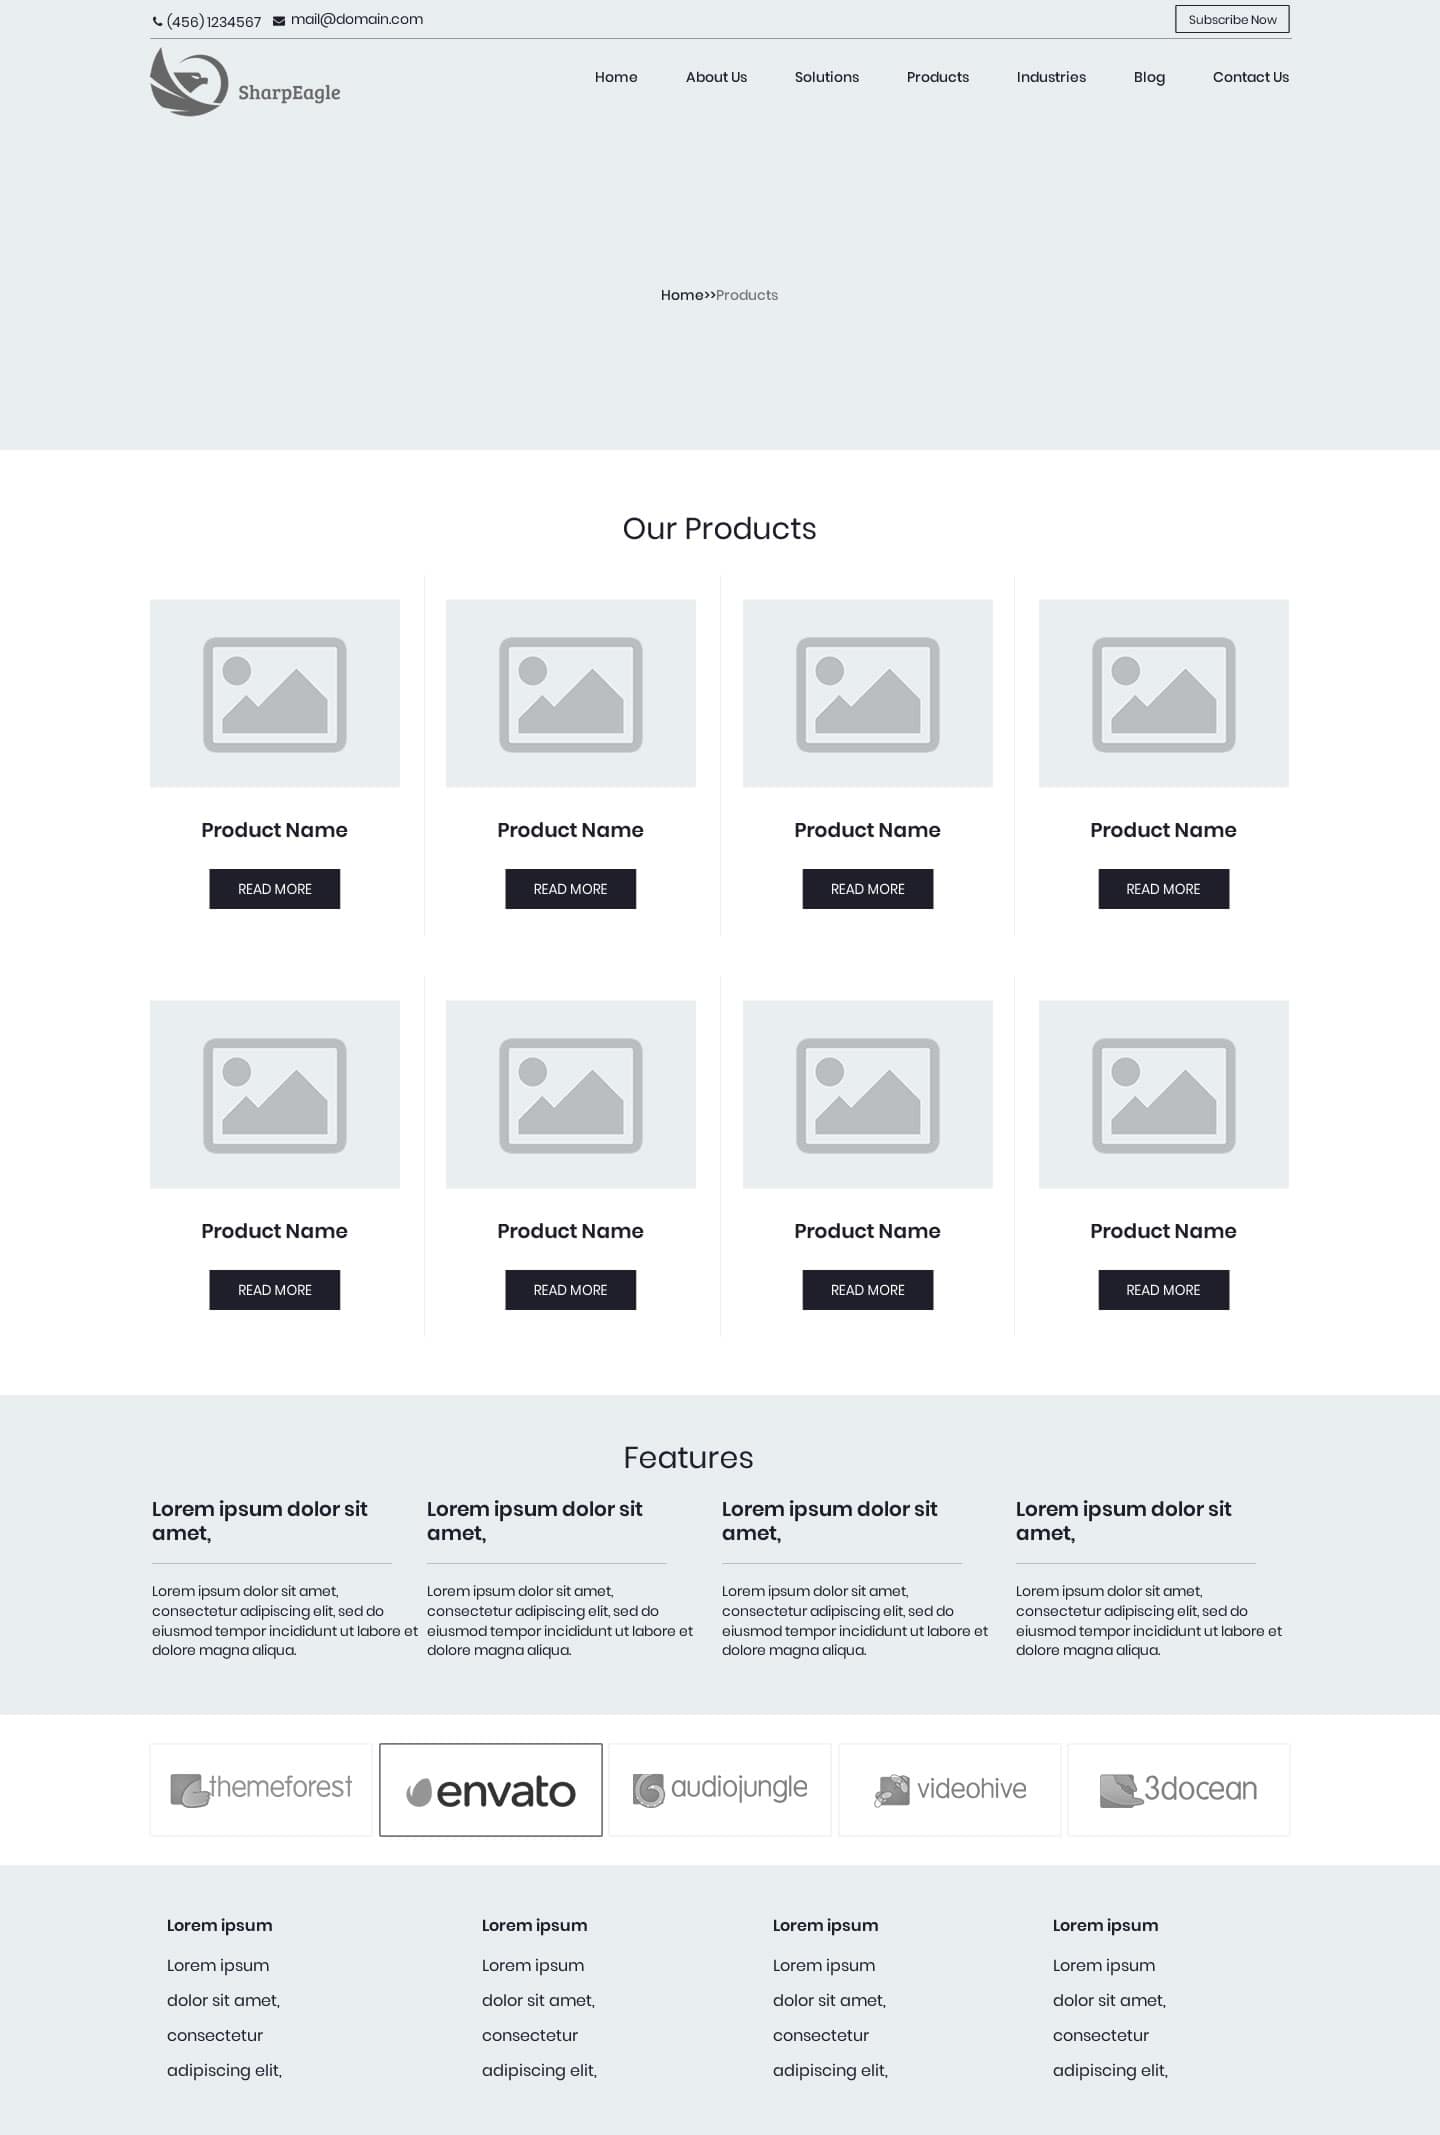 (456) 1234567 mail@domain.com Subscribe Now
SharpEagle
Home About Us Solutions Products Industries Blog Contact Us
Home>>Products
Our Products
Product Name Product Name Product Name Product Name
READ MORE READ MORE READ MORE READ MORE
Product Name Product Name Product Name Product Name
READ MORE READ MORE READ MORE READ MORE
Features
Lorem ipsum dolor sit
amet,
Lorem ipsum dolor sit amet,
consectetur adipiscing elit, sed do
eiusmod tempor incididunt ut labore et
dolore magna aliqua.
Lorem ipsum dolor sit
amet,
Lorem ipsum dolor sit amet,
consectetur adipiscing elit, sed do
eiusmod tempor incididunt ut labore et
dolore magna aliqua.
Lorem ipsum dolor sit
amet,
Lorem ipsum dolor sit amet,
consectetur adipiscing elit, sed do
eiusmod tempor incididunt ut labore et
dolore magna aliqua.
Lorem ipsum dolor sit
amet,
Lorem ipsum dolor sit amet,
consectetur adipiscing elit, sed do
eiusmod tempor incididunt ut labore et
dolore magna aliqua.
themeforest envato audiojungle videohive 3docean
Lorem ipsum
Lorem ipsum
dolor sit amet,
consectetur
adipiscing elit,
Lorem ipsum
Lorem ipsum
dolor sit amet,
consectetur
adipiscing elit,
Lorem ipsum
Lorem ipsum
dolor sit amet,
consectetur
adipiscing elit,
Lorem ipsum
Lorem ipsum
dolor sit amet,
consectetur
adipiscing elit,